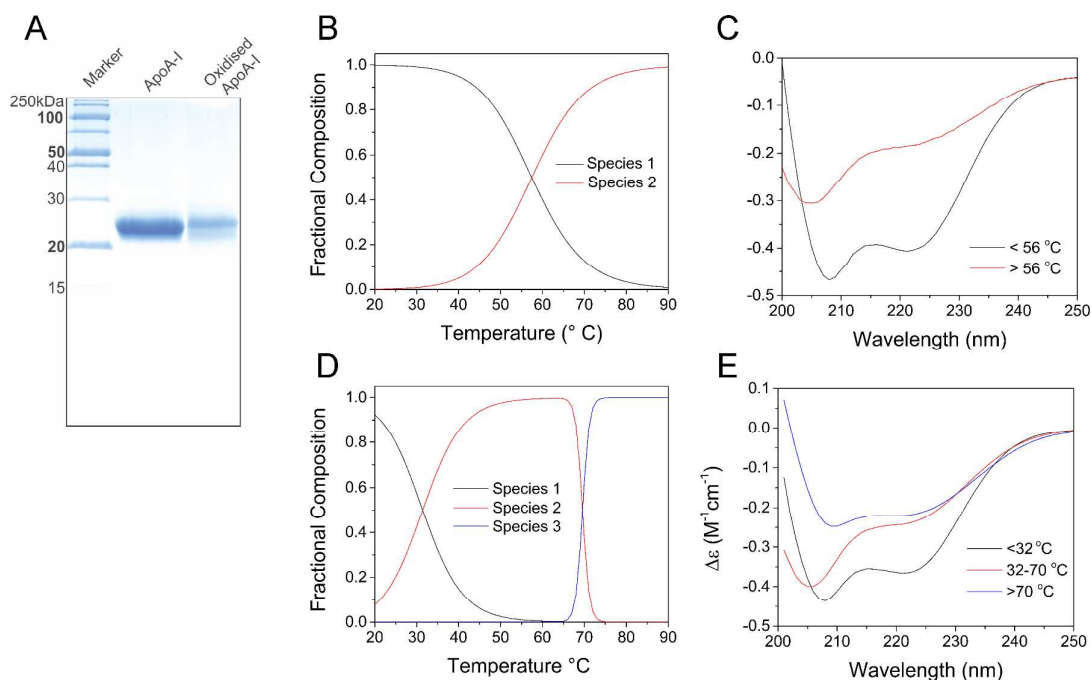 A
Marker
ApoA-I
Oxidised
ApoA-I
250kDa
100
50
40
30
20
15
B
1.0
0.8
0.6
0.4
0.2
0.0
Fractional Composition
Species 1
Species 2
20 30 40 50 60 70 80 90
Temperature (° C)
C
0.0
-0.1
-0.2
-0.3
-0.4
-0.5
< 56 °C
> 56 °C
200 210 220 230 240 250
Wavelength (nm)
D
1.0
0.8
0.6
0.4
0.2
0.0
Fractional Composition
Species 1
Species 2
Species 3
20 30 40 50 60 70 80 90
Temperature °C
E
0.1
0.0
-0.1
-0.2
-0.3
-0.4
-0.5
Δε (M⁻¹cm⁻¹)
<32 °C
32-70 °C
>70 °C
200 210 220 230 240 250
Wavelength (nm)